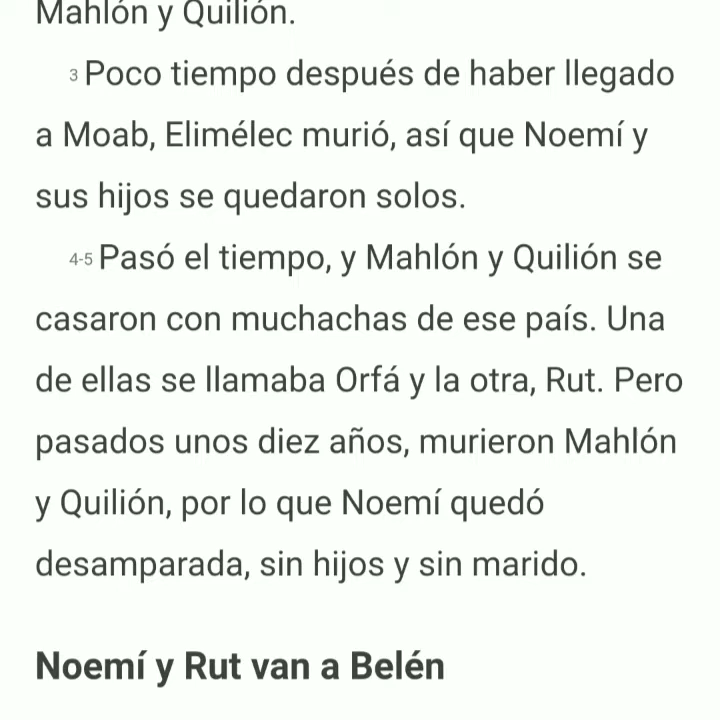 Mahlón y Quilión.
3 Poco tiempo después de haber llegado
a Moab, Elimélec murió, así que Noemí y
sus hijos se quedaron solos.
4-5 Pasó el tiempo, y Mahlón y Quilión se
casaron con muchachas de ese país. Una
de ellas se llamaba Orfá y la otra, Rut. Pero
pasados unos diez años, murieron Mahlón
y Quilión, por lo que Noemí quedó
desamparada, sin hijos y sin marido.
Noemí y Rut van a Belén